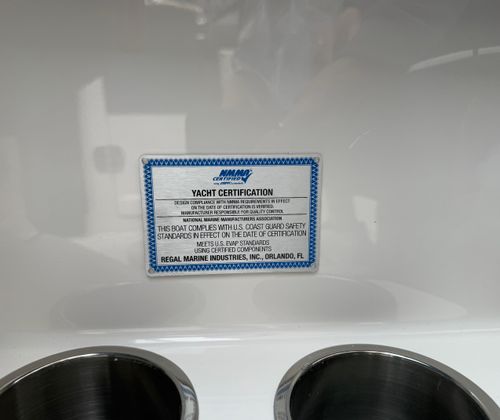 NMMA
CERTIFIED
YACHT CERTIFICATION
DESIGN COMPLIANCE WITH NMMA REQUIREMENTS IN EFFECT
ON THE DATE OF CERTIFICATION IS VERIFIED.
MANUFACTURER RESPONSIBLE FOR QUALITY CONTROL
NATIONAL MARINE MANUFACTURERS ASSOCIATION
THIS BOAT COMPLIES WITH U.S. COAST GUARD SAFETY
STANDARDS IN EFFECT ON THE DATE OF CERTIFICATION
MEETS U.S. EVAP STANDARDS
USING CERTIFIED COMPONENTS
REGAL MARINE INDUSTRIES, INC., ORLANDO, FL